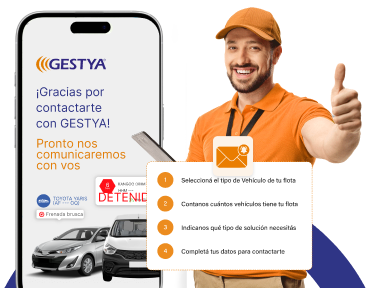 GESTYA
¡Gracias por
contactarte
con GESTYA!
Pronto nos
comunicaremos
con vos
TOYOTA YARIS
Frenada brusca
DETENID
1 Seleccioná el tipo de Vehículo de tu flota
2 Contanos cuántos vehículos tiene tu flota
3 Indicanos qué tipo de solución necesitás
4 Completá tus datos para contactarte